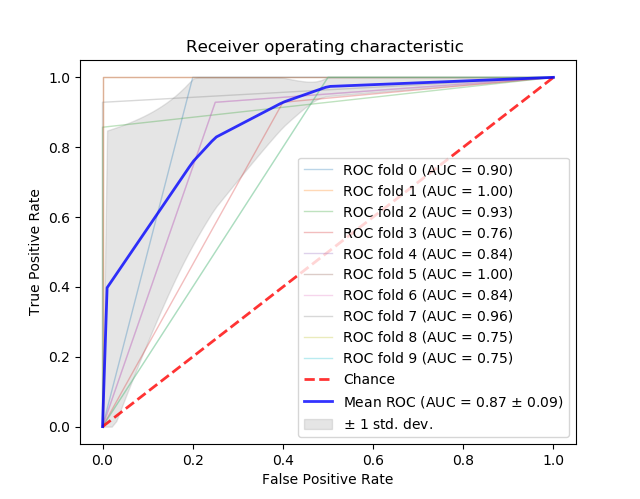 Receiver operating characteristic
True Positive Rate
1.0
0.8
0.6
0.4
0.2
0.0
ROC fold 0 (AUC = 0.90)
ROC fold 1 (AUC = 1.00)
ROC fold 2 (AUC = 0.93)
ROC fold 3 (AUC = 0.76)
ROC fold 4 (AUC = 0.84)
ROC fold 5 (AUC = 1.00)
ROC fold 6 (AUC = 0.84)
ROC fold 7 (AUC = 0.96)
ROC fold 8 (AUC = 0.75)
ROC fold 9 (AUC = 0.75)
Chance
Mean ROC (AUC = 0.87 ± 0.09)
± 1 std. dev.
0.0 0.2 0.4 0.6 0.8 1.0
False Positive Rate